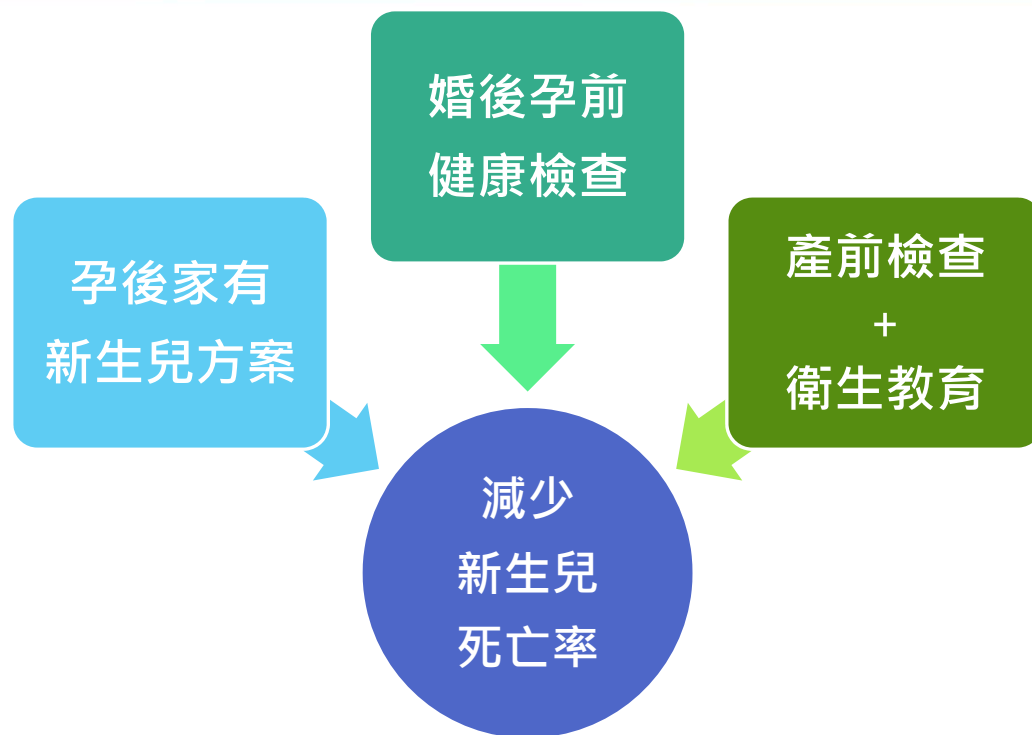 婚後孕前
健康檢查
孕後家有
新生兒方案
產前檢查
+
衛生教育
減少
新生兒
死亡率